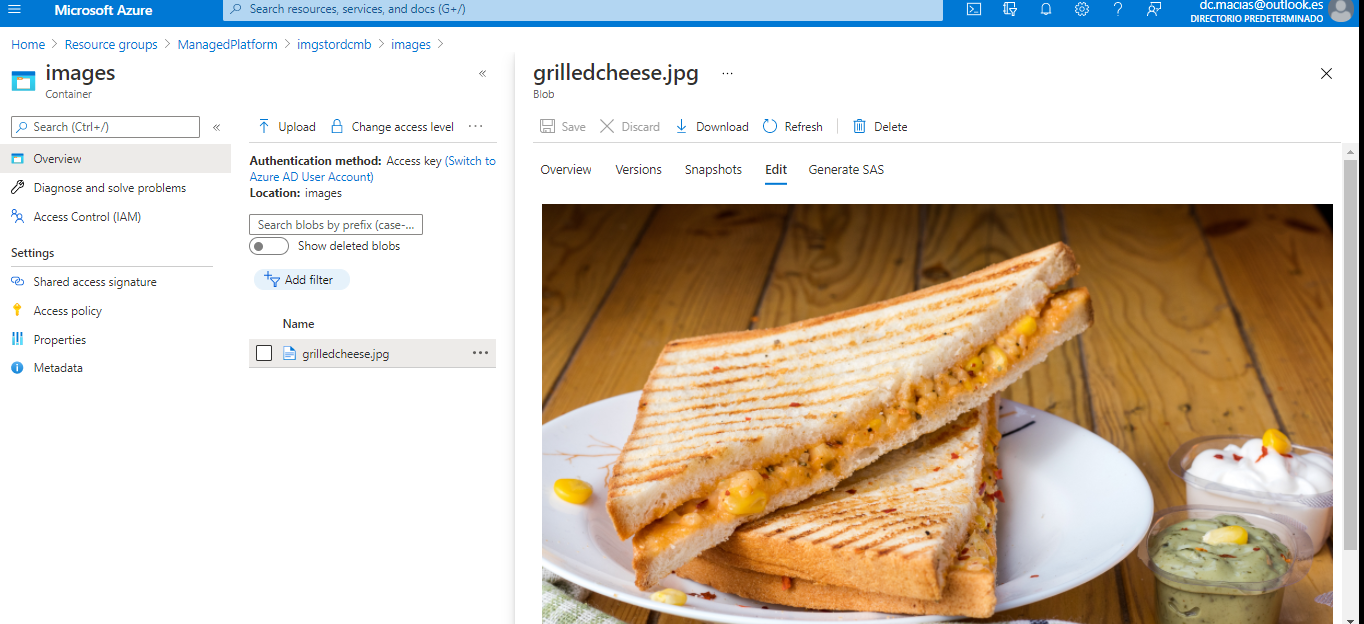 Microsoft Azure
Search resources, services, and docs (G+/)
dc.macias@outlook.es
DIRECTORIO PREDETERMINADO
Home > Resource groups > ManagedPlatform > imgstordcmb > images >
images
Container
Search (Ctrl+/)
Overview
Diagnose and solve problems
Access Control (IAM)
Settings
Shared access signature
Access policy
Properties
Metadata
Upload Change access level ...
Authentication method: Access key (Switch to
Azure AD User Account)
Location: images
Search blobs by prefix (case-...
Show deleted blobs
Add filter
Name
grilledcheese.jpg ...
grilledcheese.jpg ...
Blob
Save Discard Download Refresh Delete
Overview Versions Snapshots Edit Generate SAS